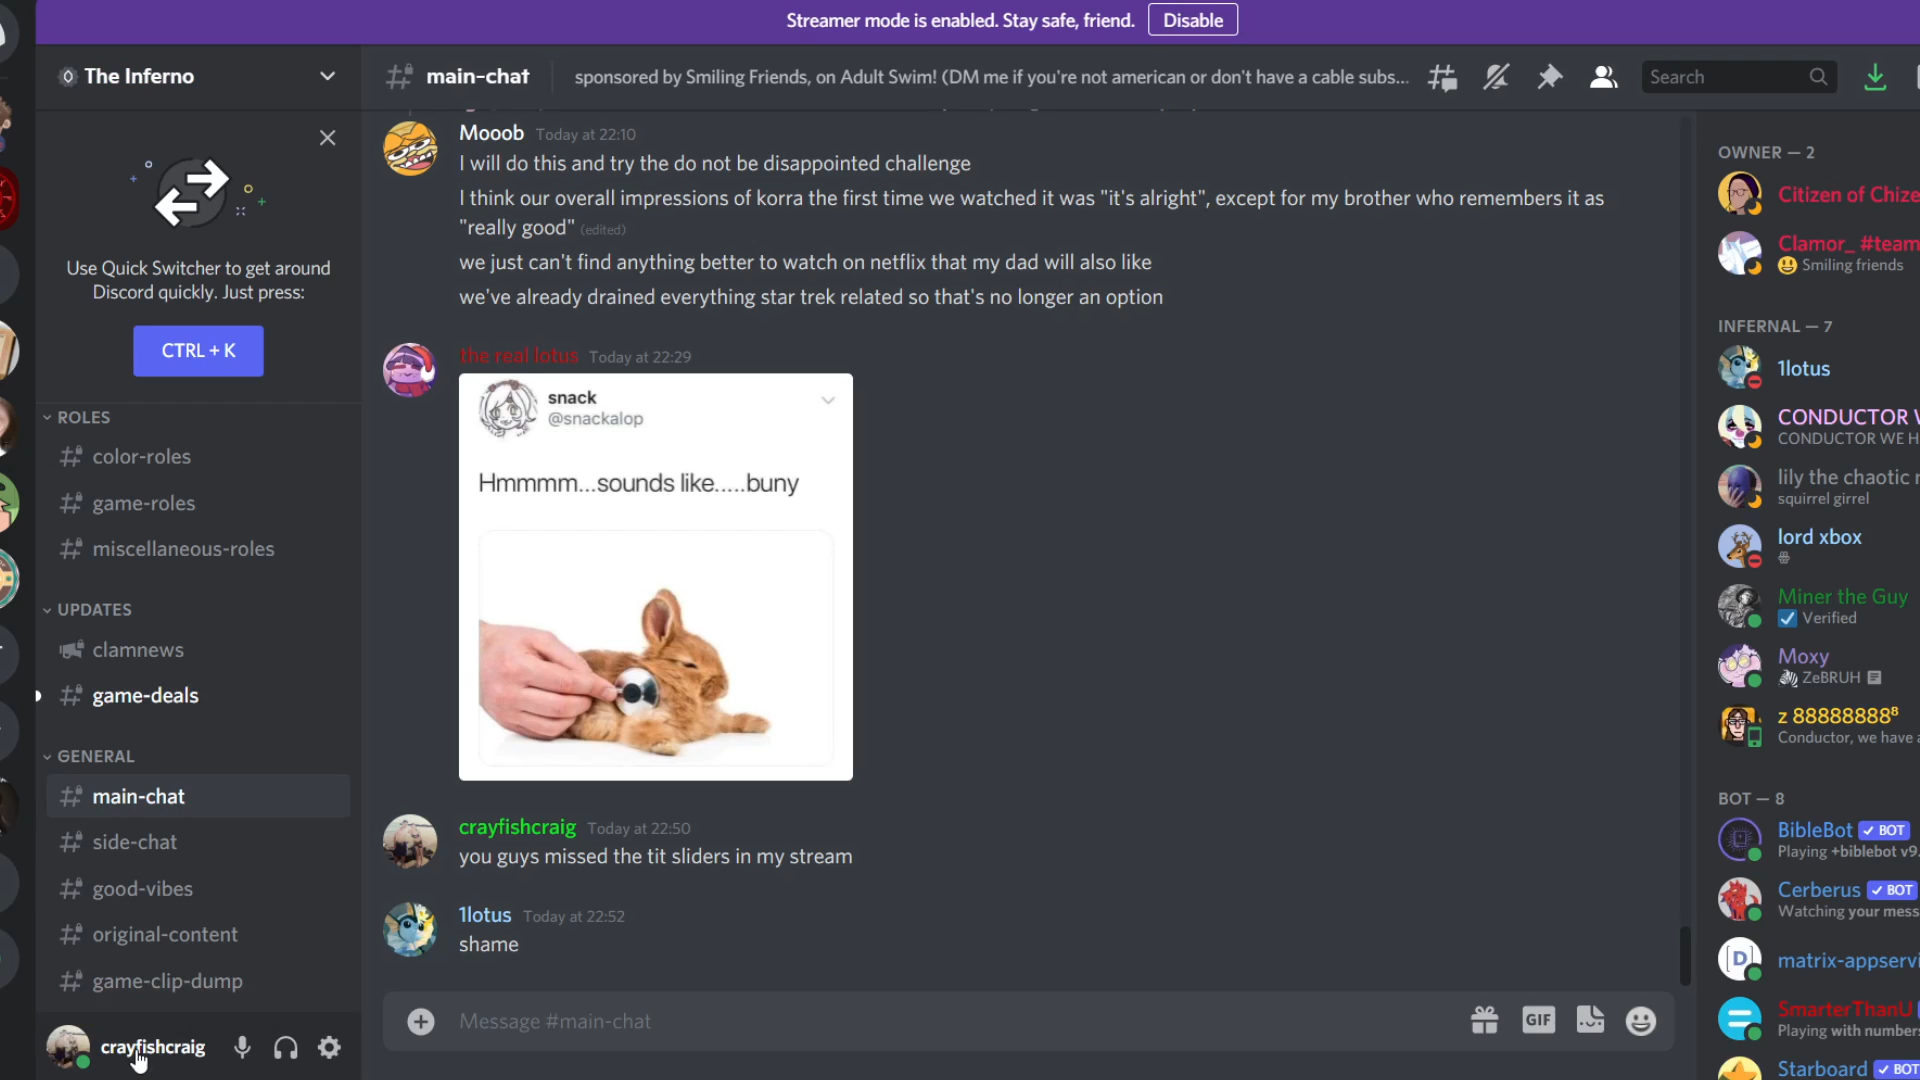 Streamer mode is enabled. Stay safe, friend. Disable
The Inferno
main-chat
sponsored by Smiling Friends, on Adult Swim! (DM me if you're not american or don't have a cable subs...
Search
Use Quick Switcher to get around
Discord quickly. Just press:
CTRL + K
ROLES
color-roles
game-roles
miscellaneous-roles
UPDATES
clamnews
game-deals
GENERAL
main-chat
side-chat
good-vibes
original-content
game-clip-dump
crayfishcraig
Mooob Today at 22:10
I will do this and try the do not be disappointed challenge
I think our overall impressions of korra the first time we watched it was "it's alright", except for my brother who remembers it as
"really good" (edited)
we just can't find anything better to watch on netflix that my dad will also like
we've already drained everything star trek related so that's no longer an option
the real lotus Today at 22:29
snack
@snackalop
Hmmmm...sounds like.....buny
crayfishcraig Today at 22:50
you guys missed the tit sliders in my stream
1lotus Today at 22:52
shame
Message #main-chat
GIF
OWNER — 2
Citizen of Chize
Clamor_ #team
Smiling friends
INFERNAL — 7
1lotus
CONDUCTOR
CONDUCTOR WE H
lily the chaotic
squirrel girrel
lord xbox
Miner the Guy
Verified
Moxy
ZeBRUH
z 88888888⁸
Conductor, we have
BOT — 8
BibleBot BOT
Playing +biblebot v9.
Cerberus BOT
Watching your mess
matrix-appservi
SmarterThanU
Playing with numbers
Starboard BOT